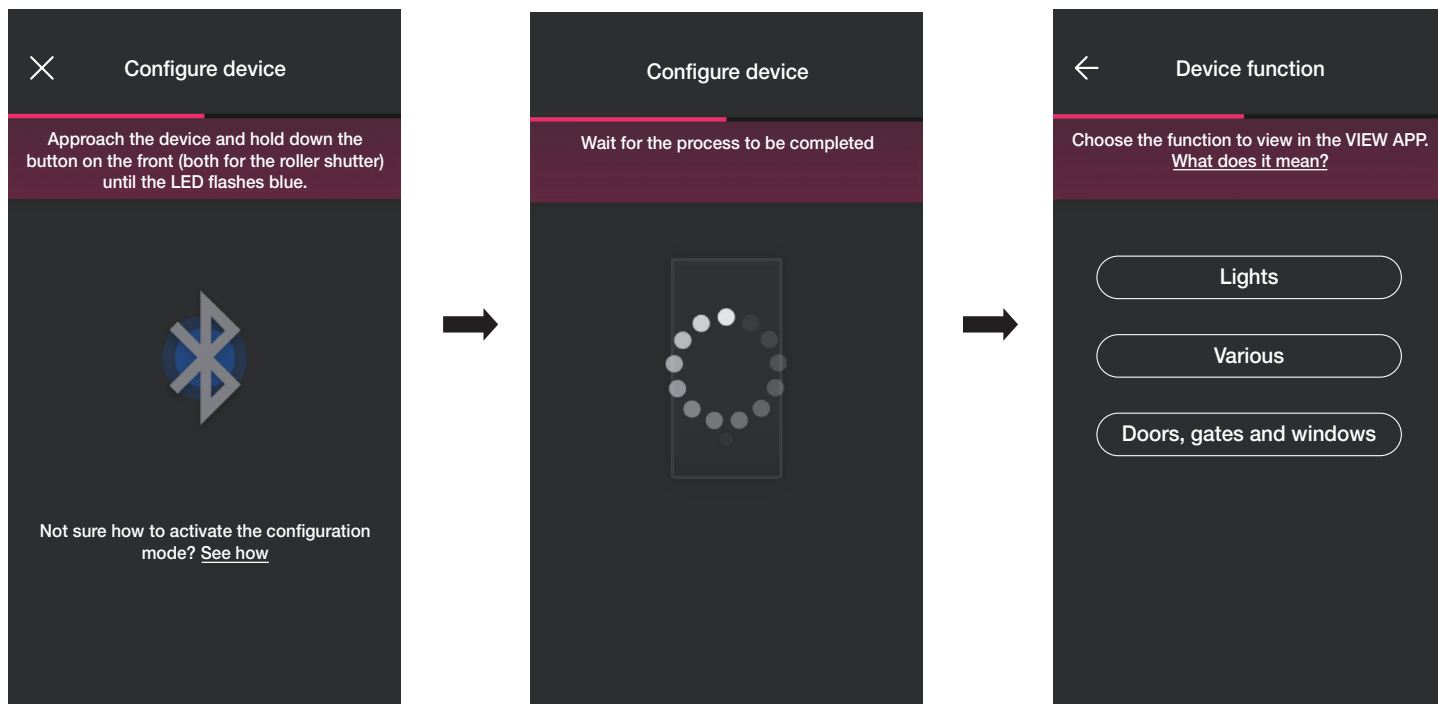 Configure device
Approach the device and hold down the
button on the front (both for the roller shutter)
until the LED flashes blue.
Not sure how to activate the configuration
mode? See how
Configure device
Wait for the process to be completed
Device function
Choose the function to view in the VIEW APP.
What does it mean?
Lights
Various
Doors, gates and windows